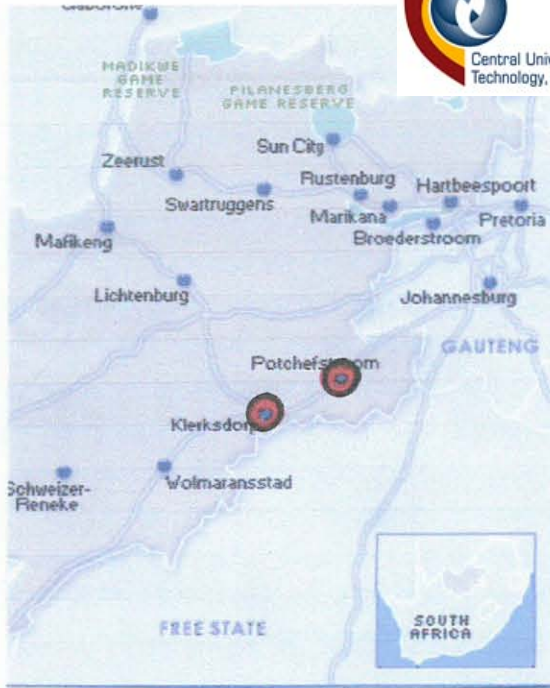 Central Univ
Technology,
MADIKWE
GAME
RESERVE
PILANESBERG
GAME RESERVE
Sun City
Zeerust
Rustenburg
Hartbeespoort
Swartruggens
Marikana
Pretoria
Mafikeng
Broederstroom
Lichtenburg
Johannesburg
GAUTENG
Potchefstroom
Klerksdorp
Schweizer-
Reneke
Wolmaransstad
FREE STATE
SOUTH
AFRICA